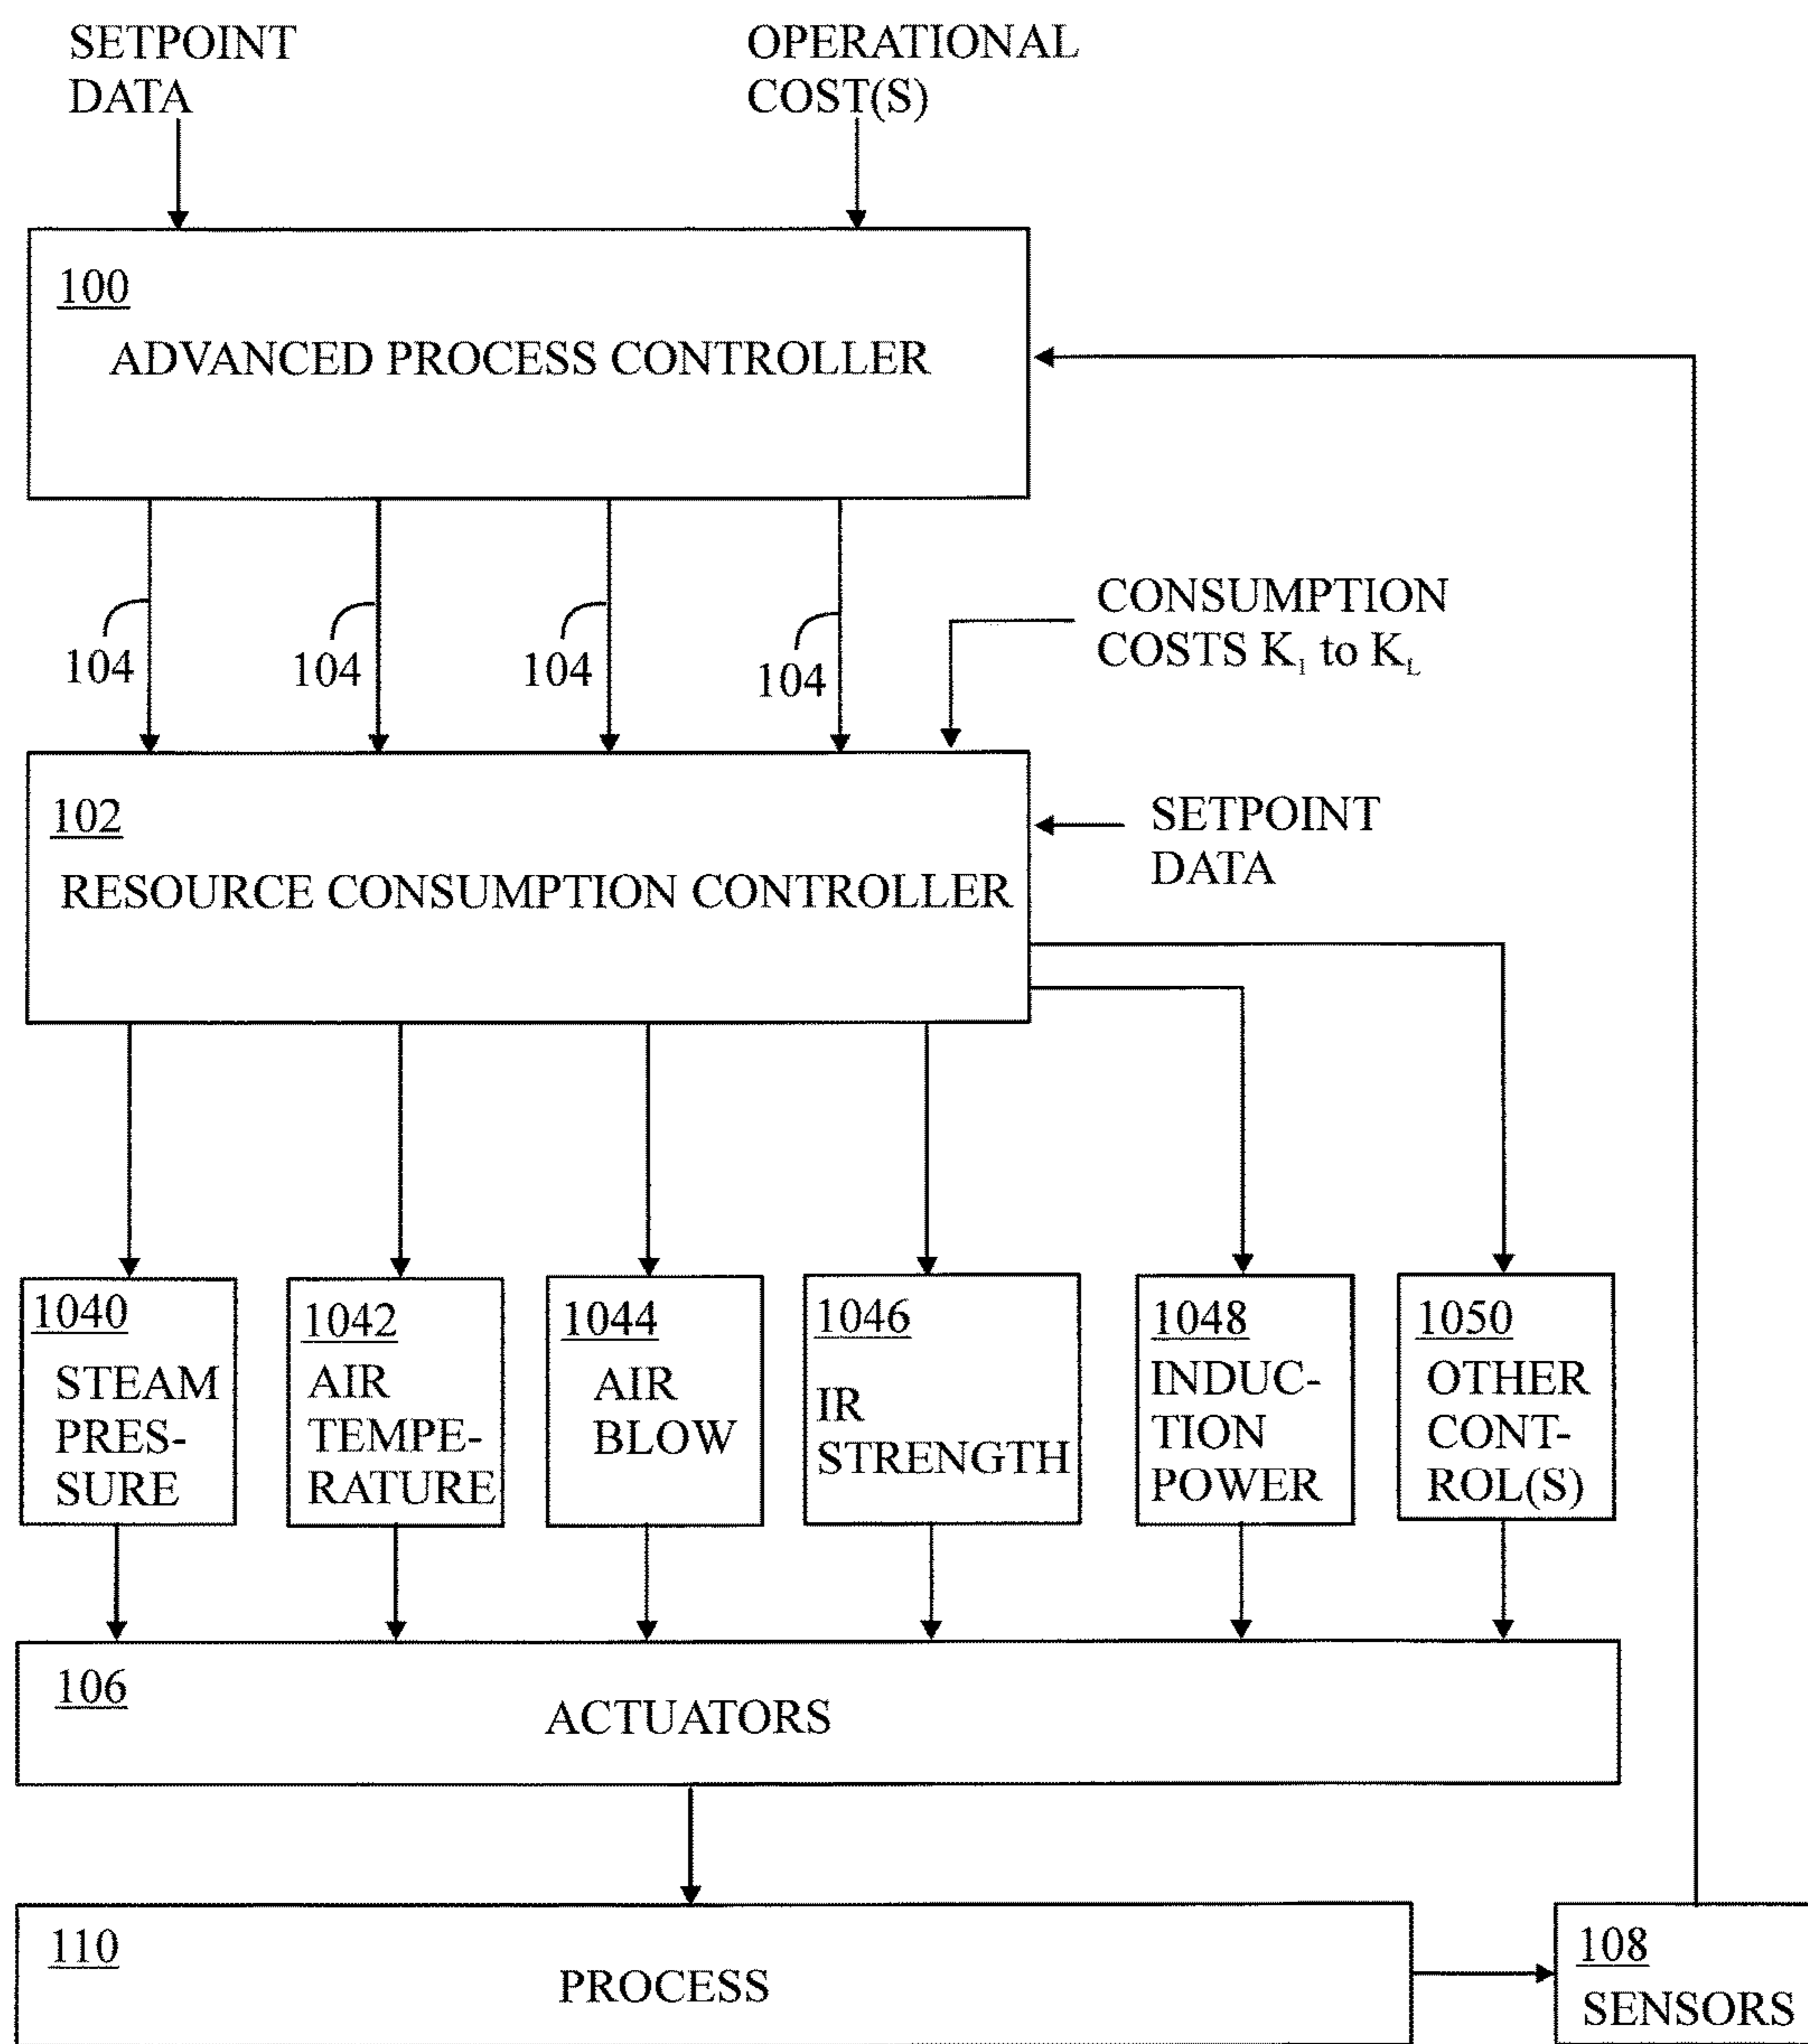 SETPOINT
DATA
OPERATIONAL
COST(S)
100
ADVANCED PROCESS CONTROLLER
104
104
104
104
CONSUMPTION
COSTS K₁ to K_L
102
RESOURCE CONSUMPTION CONTROLLER
SETPOINT
DATA
1040
STEAM
PRES-
SURE
1042
AIR
TEMPE-
RATURE
1044
AIR
BLOW
1046
IR
STRENGTH
1048
INDUC-
TION
POWER
1050
OTHER
CONT-
ROL(S)
106
ACTUATORS
110
PROCESS
108
SENSORS